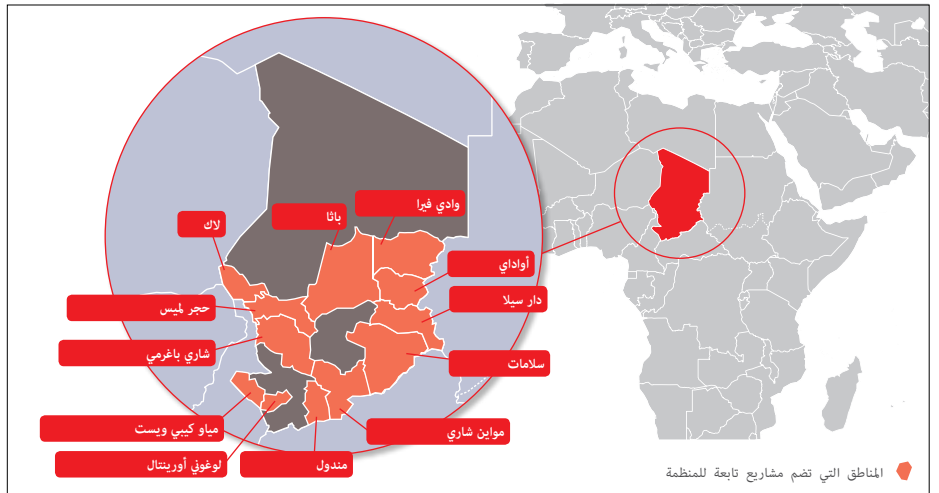 وادي فيرا
باثا
لاك
أواداي
دار سيلا
حجر لميس
شاري باغرمي
سلامات
مياو كيبي ويست
مواين شاري
لوغوني أورينتال
مندول
المناطق التي تضم مشاريع تابعة للمنظمة